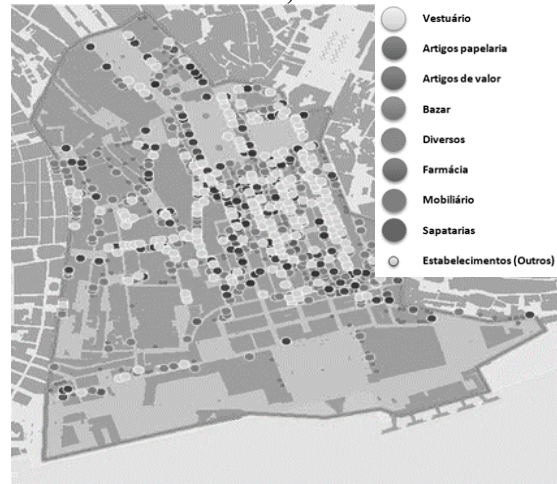 Vestuário
Artigos papelaria
Artigos de valor
Bazar
Diversos
Farmácia
Mobiliário
Sapatarias
Estabelecimentos (Outros)